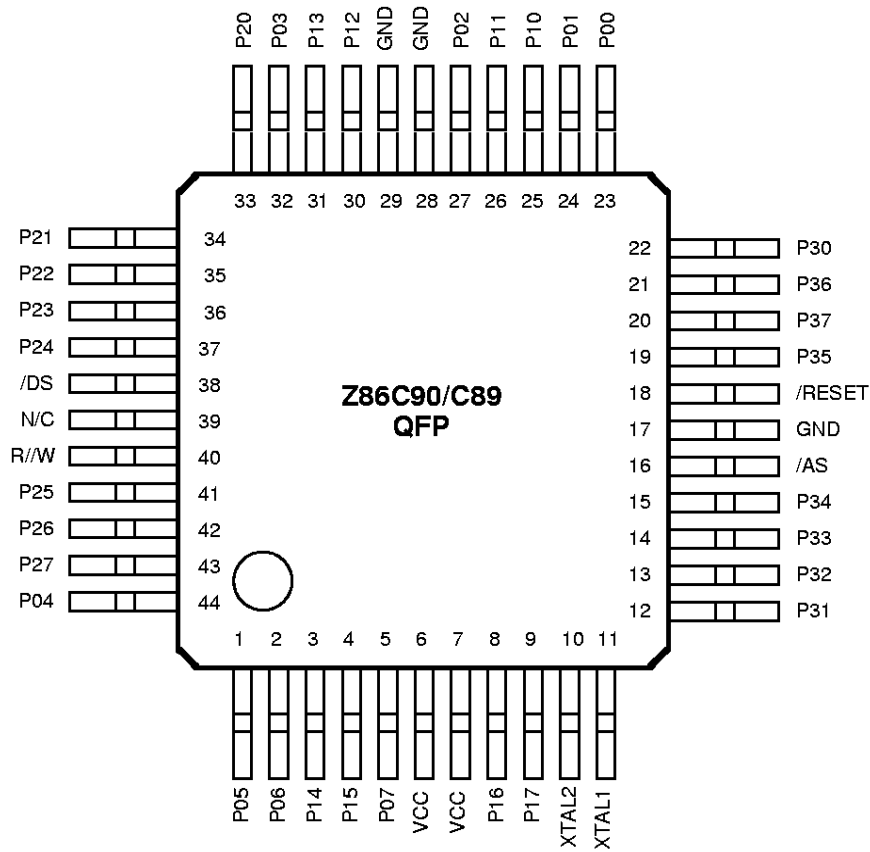 P20 P03 P13 P12 GND GND P02 P11 P10 P01 P00
33 32 31 30 29 28 27 26 25 24 23
P21 34
P22 35
P23 36
P24 37
/DS 38
N/C 39
R//W 40
P25 41
P26 42
P27 43
P04 44
Z86C90/C89
QFP
22 P30
21 P36
20 P37
19 P35
18 /RESET
17 GND
16 /AS
15 P34
14 P33
13 P32
12 P31
1 2 3 4 5 6 7 8 9 10 11
P05 P06 P14 P15 P07 VCC VCC P16 P17 XTAL2 XTAL1